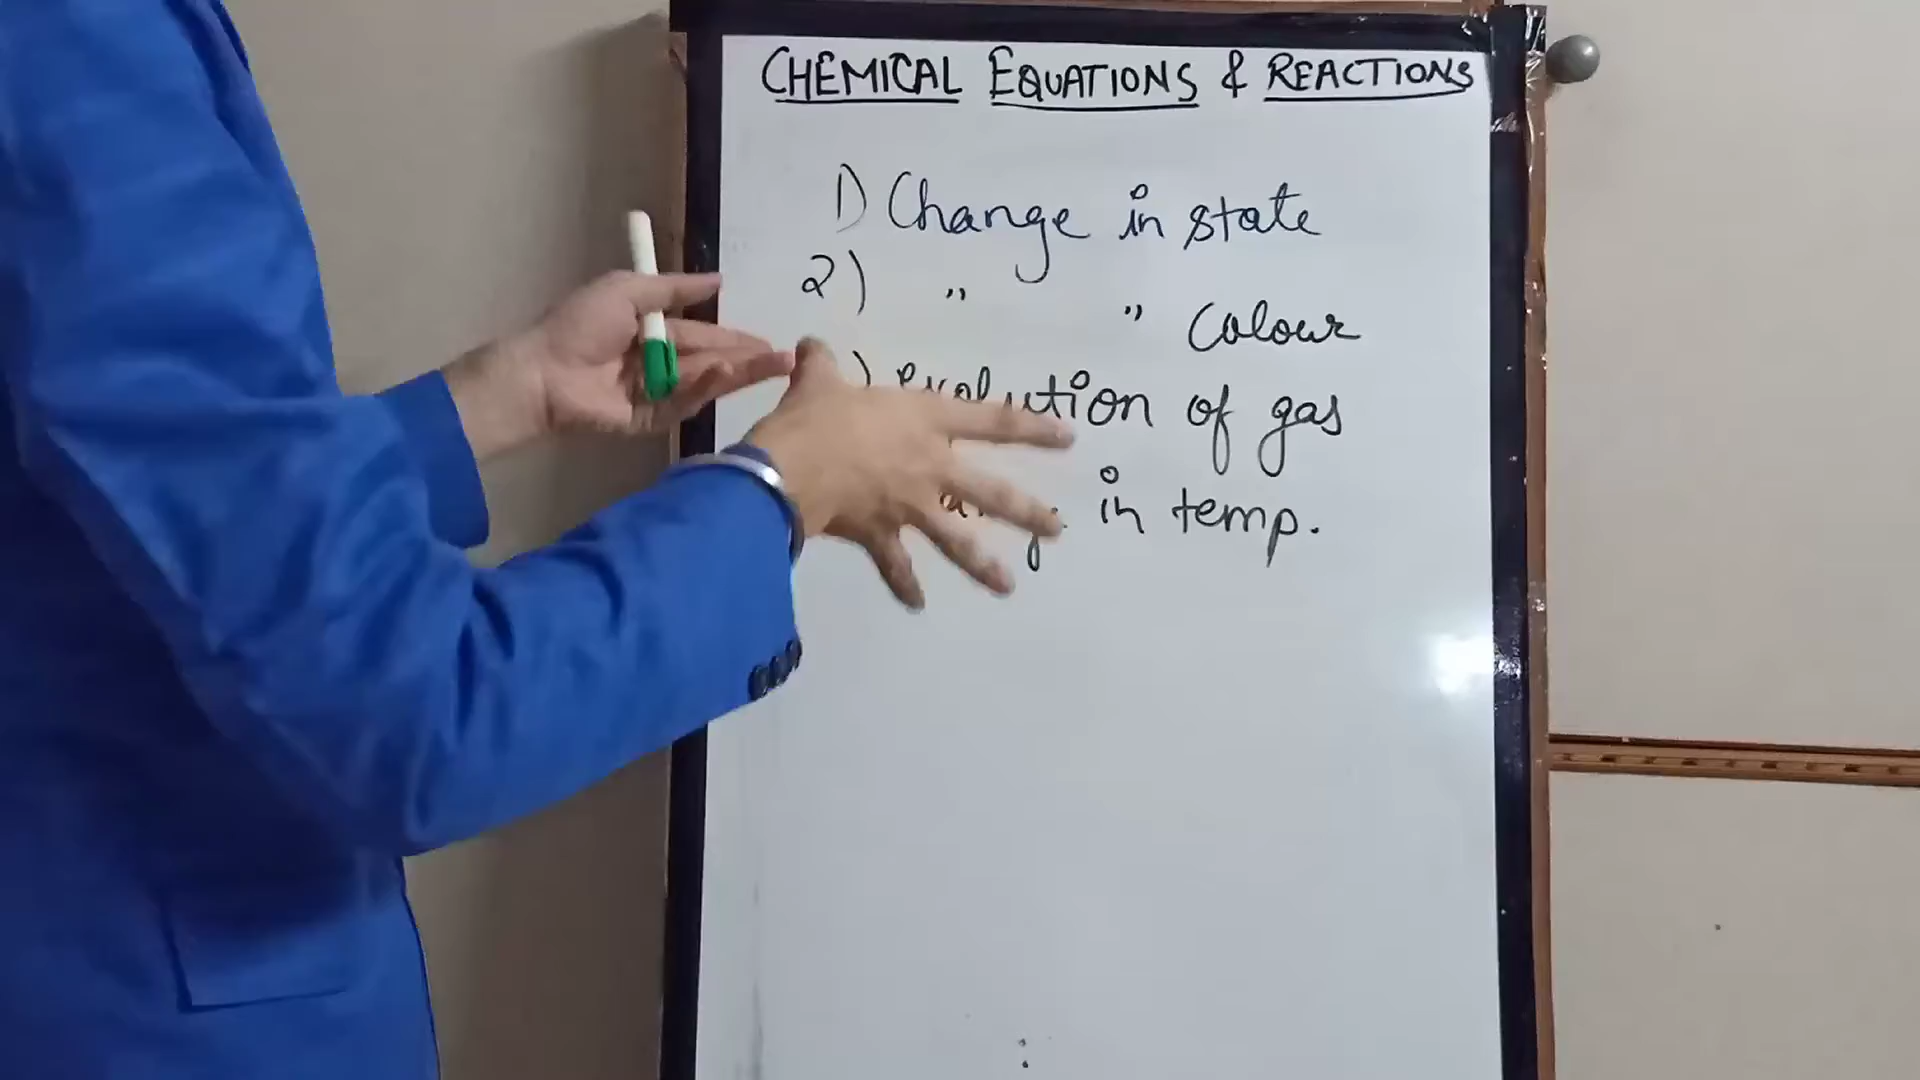 CHEMICAL EQUATIONS & REACTIONS
1) Change in state
2) " " Colour
) evolution of gas
in temp.